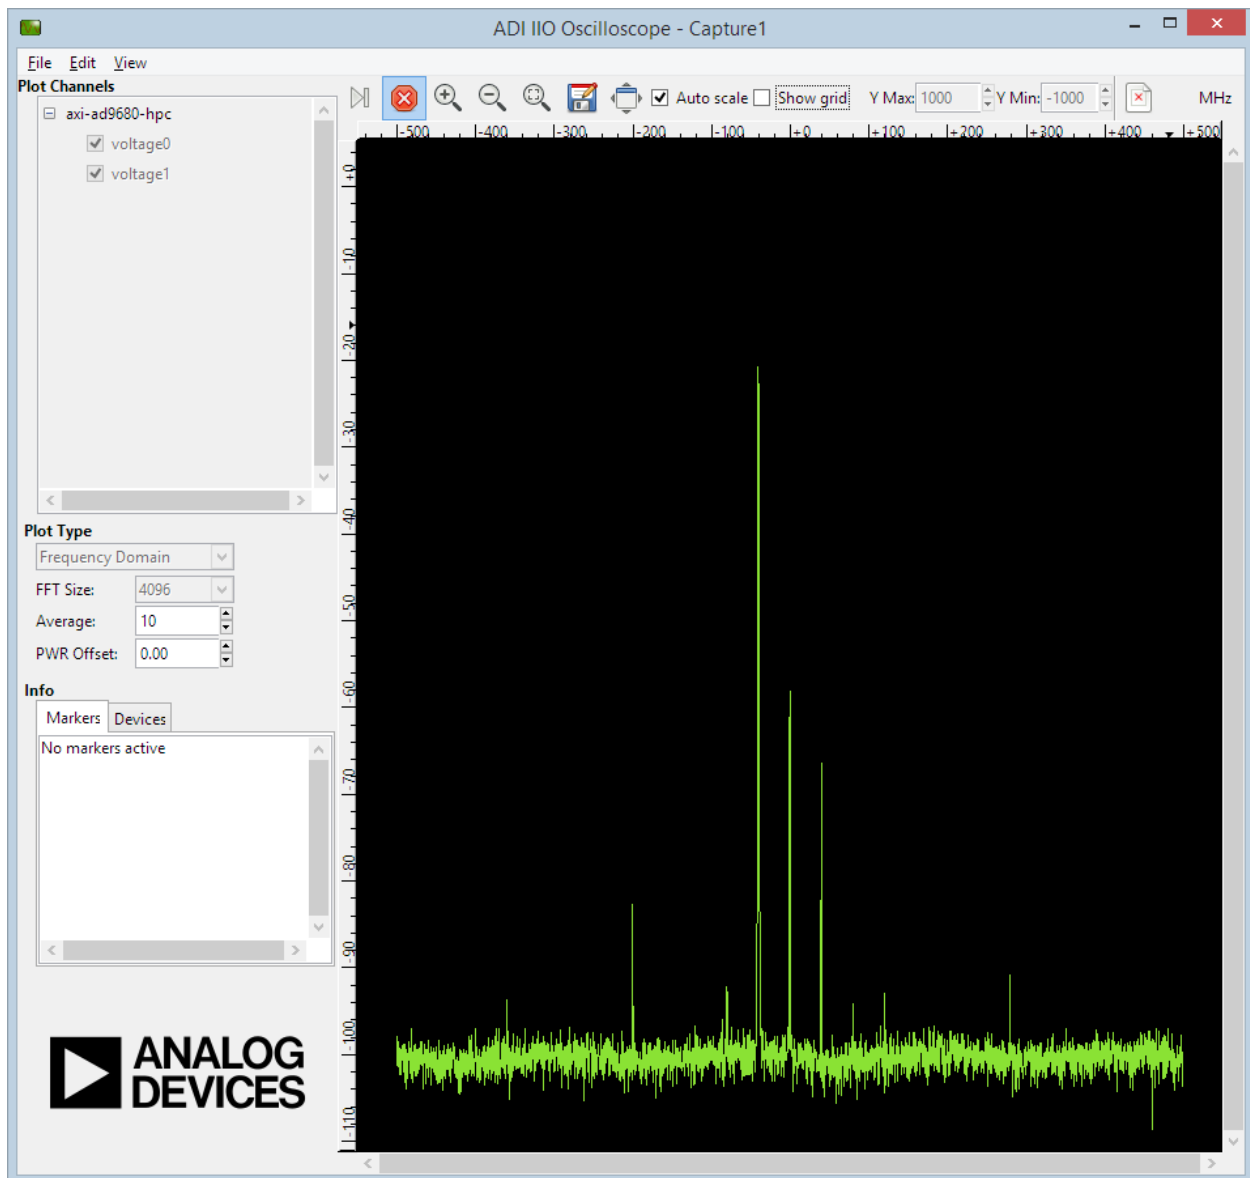 ADI IIO Oscilloscope - Capture1
File Edit View
Plot Channels
axi-ad9680-hpc
voltage0
voltage1
Auto scale Show grid Y Max: 1000 Y Min: -1000 MHz
-500 -400 -300 -200 -100 +0 +100 +200 +300 +400 +500
+0
-10
-20
-30
-40
-50
-60
-70
-80
-90
-100
-110
Plot Type
Frequency Domain
FFT Size: 4096
Average: 10
PWR Offset: 0.00
Info
Markers Devices
No markers active
ANALOG
DEVICES